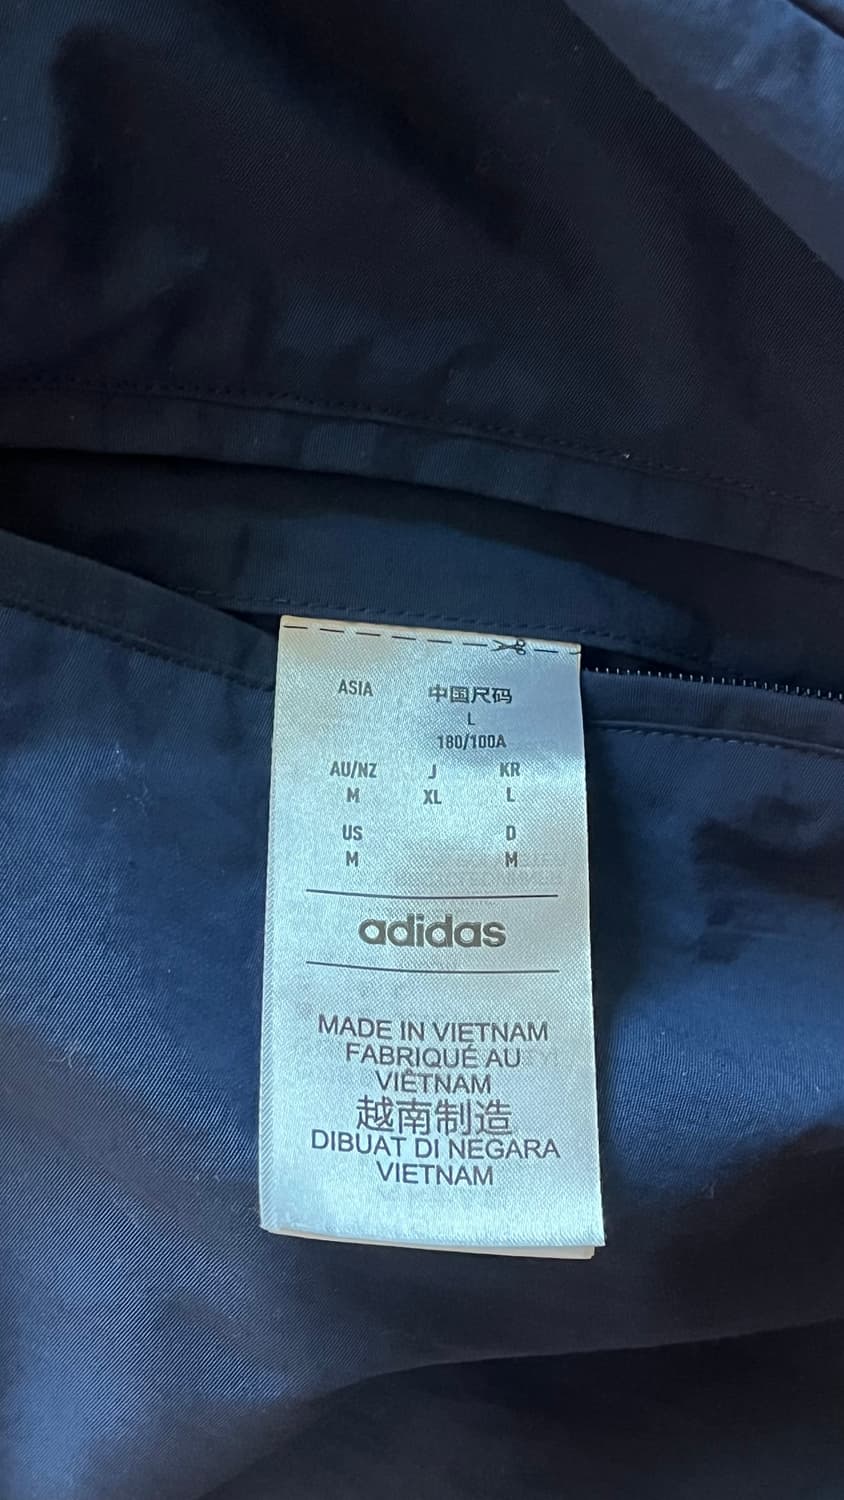 ASIA 中国尺码
L
180/100A
AU/NZ J KR
M XL L
US D
M M
adidas
MADE IN VIETNAM
FABRIQUÉ AU
VIÊTNAM
越南制造
DIBUAT DI NEGARA
VIETNAM